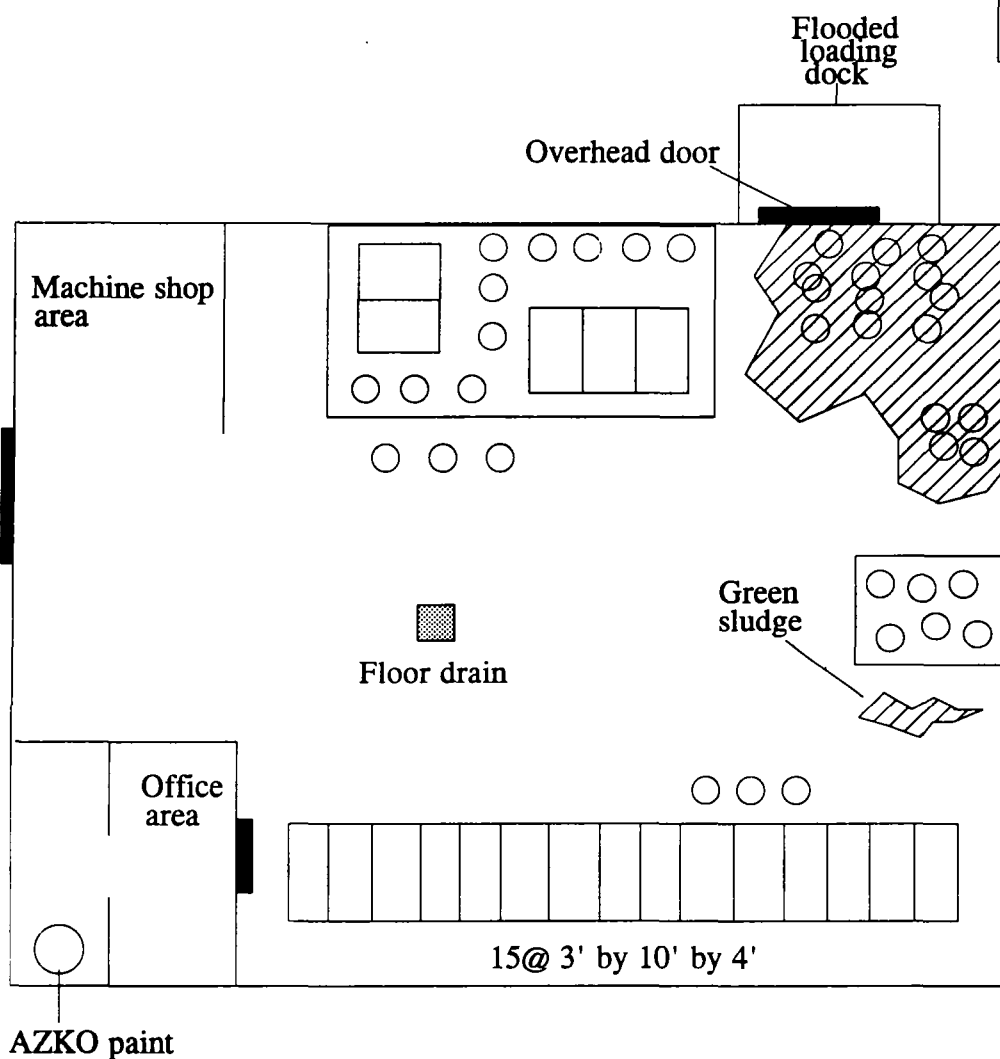 Flooded
loading
dock
Overhead door
Machine shop
area
Green
sludge
Floor drain
Office
area
15@ 3' by 10' by 4'
AZKO paint